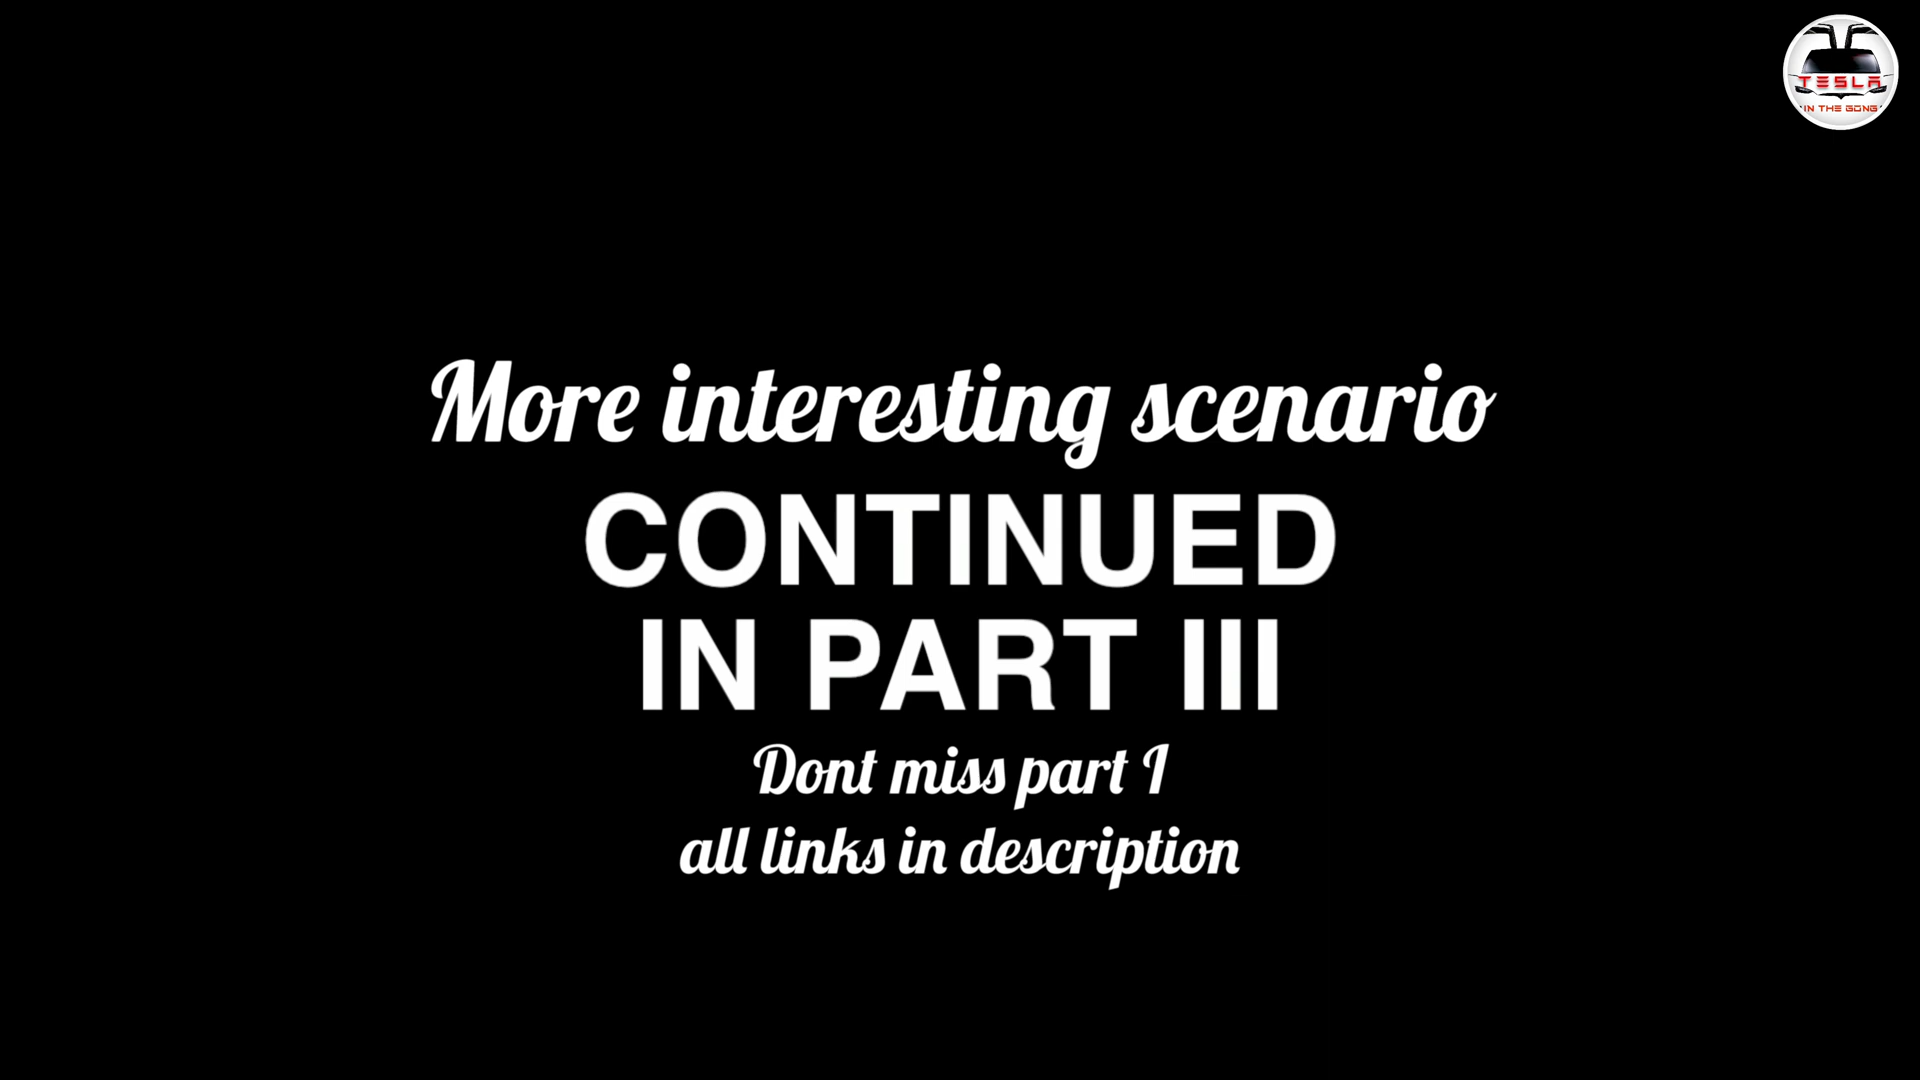 TESLA
IN THE GONG
More interesting scenario
CONTINUED
IN PART III
Dont miss part I
all links in description